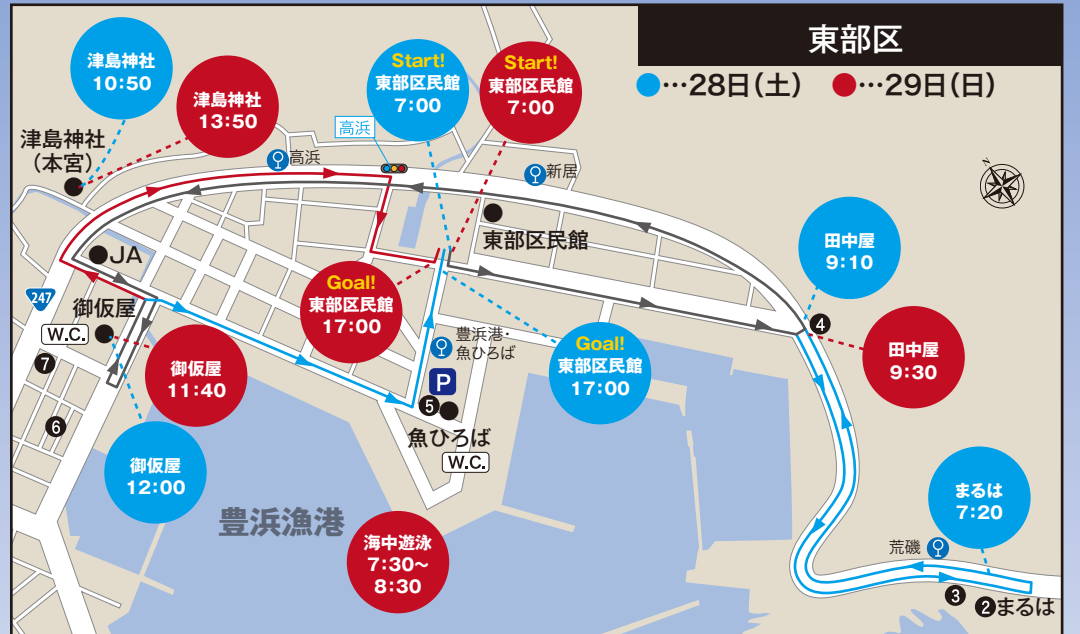 東部区
●…28日(土) ●…29日(日)
津島神社
10:50
津島神社
13:50
Start!
東部区民館
7:00
Start!
東部区民館
7:00
高浜
津島神社
(本宮)
高浜
新居
N
東部区民館
JA
田中屋
9:10
247
御仮屋
W.C.
Goal!
東部区民館
17:00
豊浜港・
魚ひろば
Goal!
東部区民館
17:00
4
田中屋
9:30
7
御仮屋
11:40
P
5
魚ひろば
W.C.
6
御仮屋
12:00
豊浜漁港
海中遊泳
7:30~
8:30
まるは
7:20
荒磯
3
2まるは